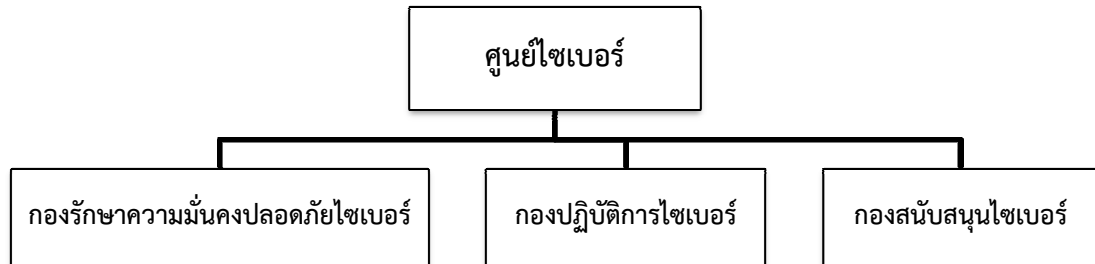 ศูนย์ไซเบอร์
กองรักษาความมั่นคงปลอดภัยไซเบอร์
กองปฏิบัติการไซเบอร์
กองสนับสนุนไซเบอร์